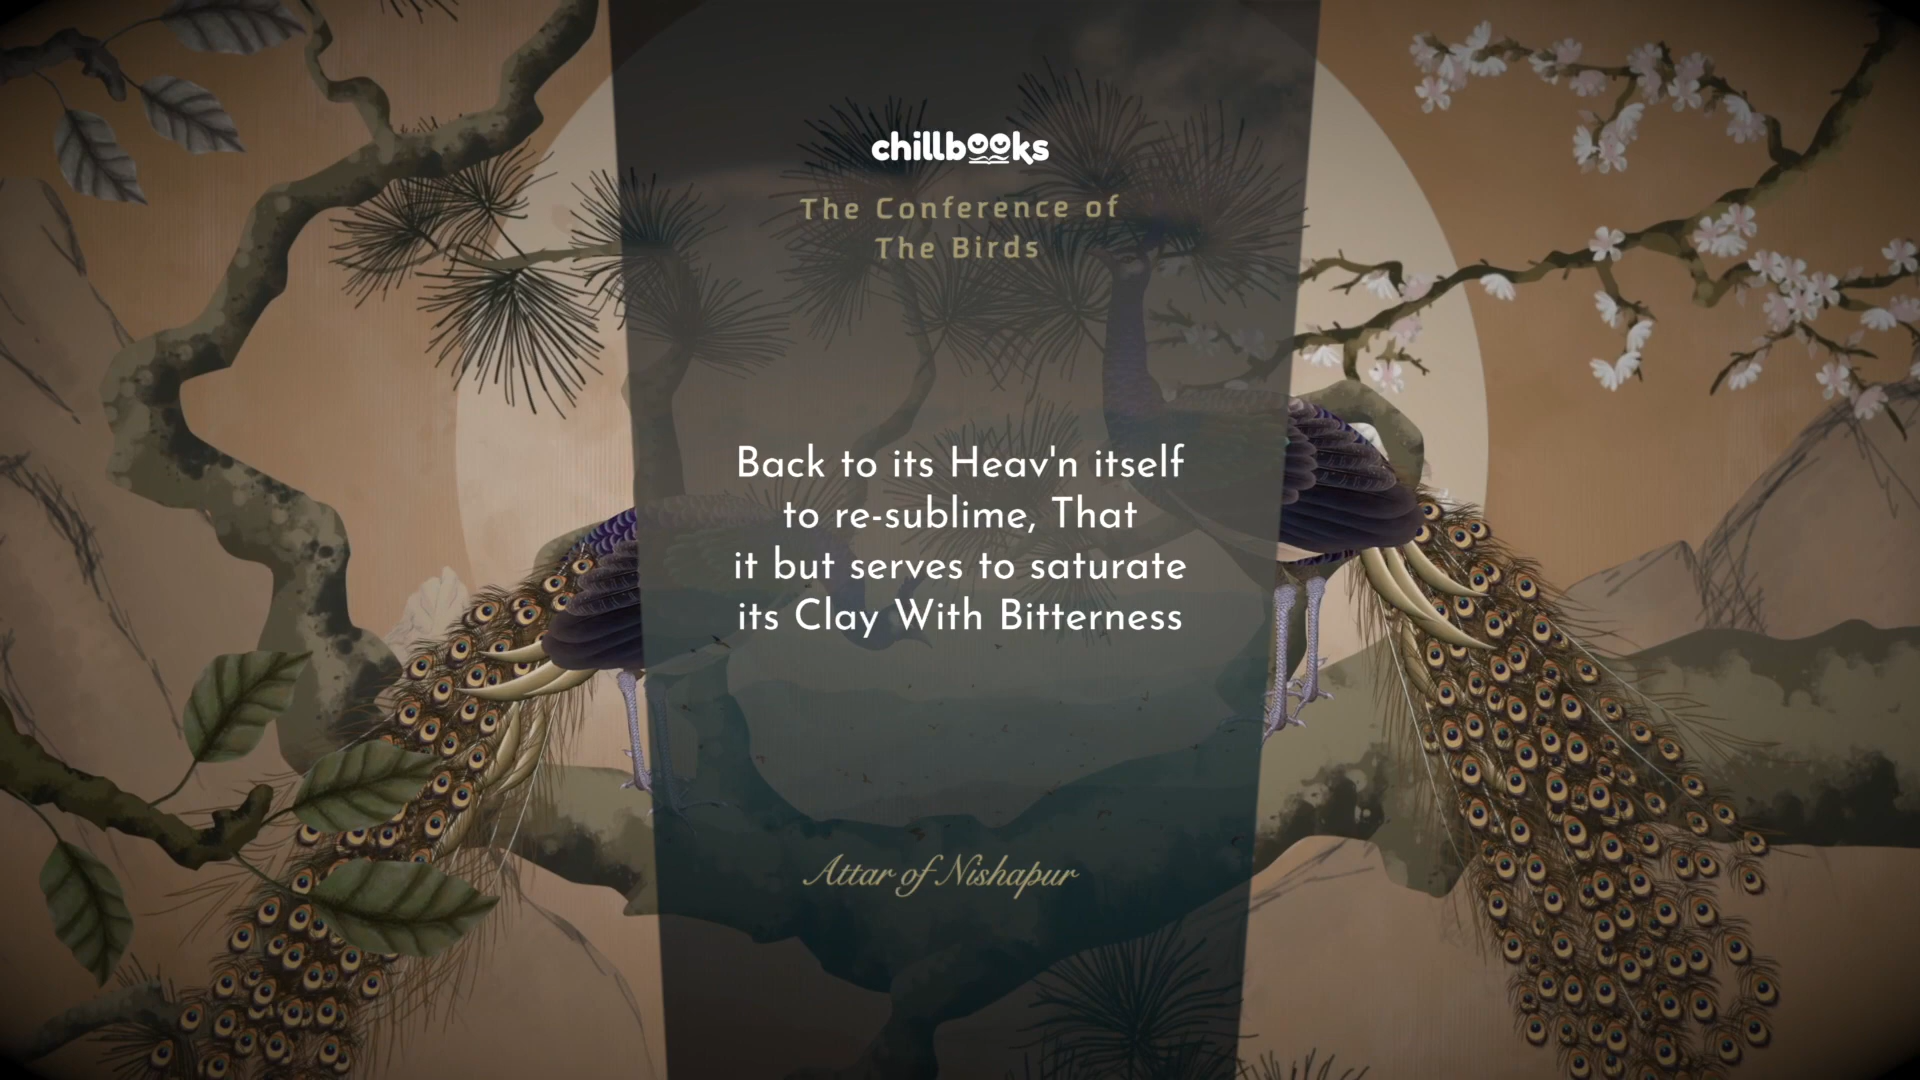 chillbooks
The Conference of
The Birds
Back to its Heav'n itself
to re-sublime, That
it but serves to saturate
its Clay With Bitterness
Attar of Nishapur